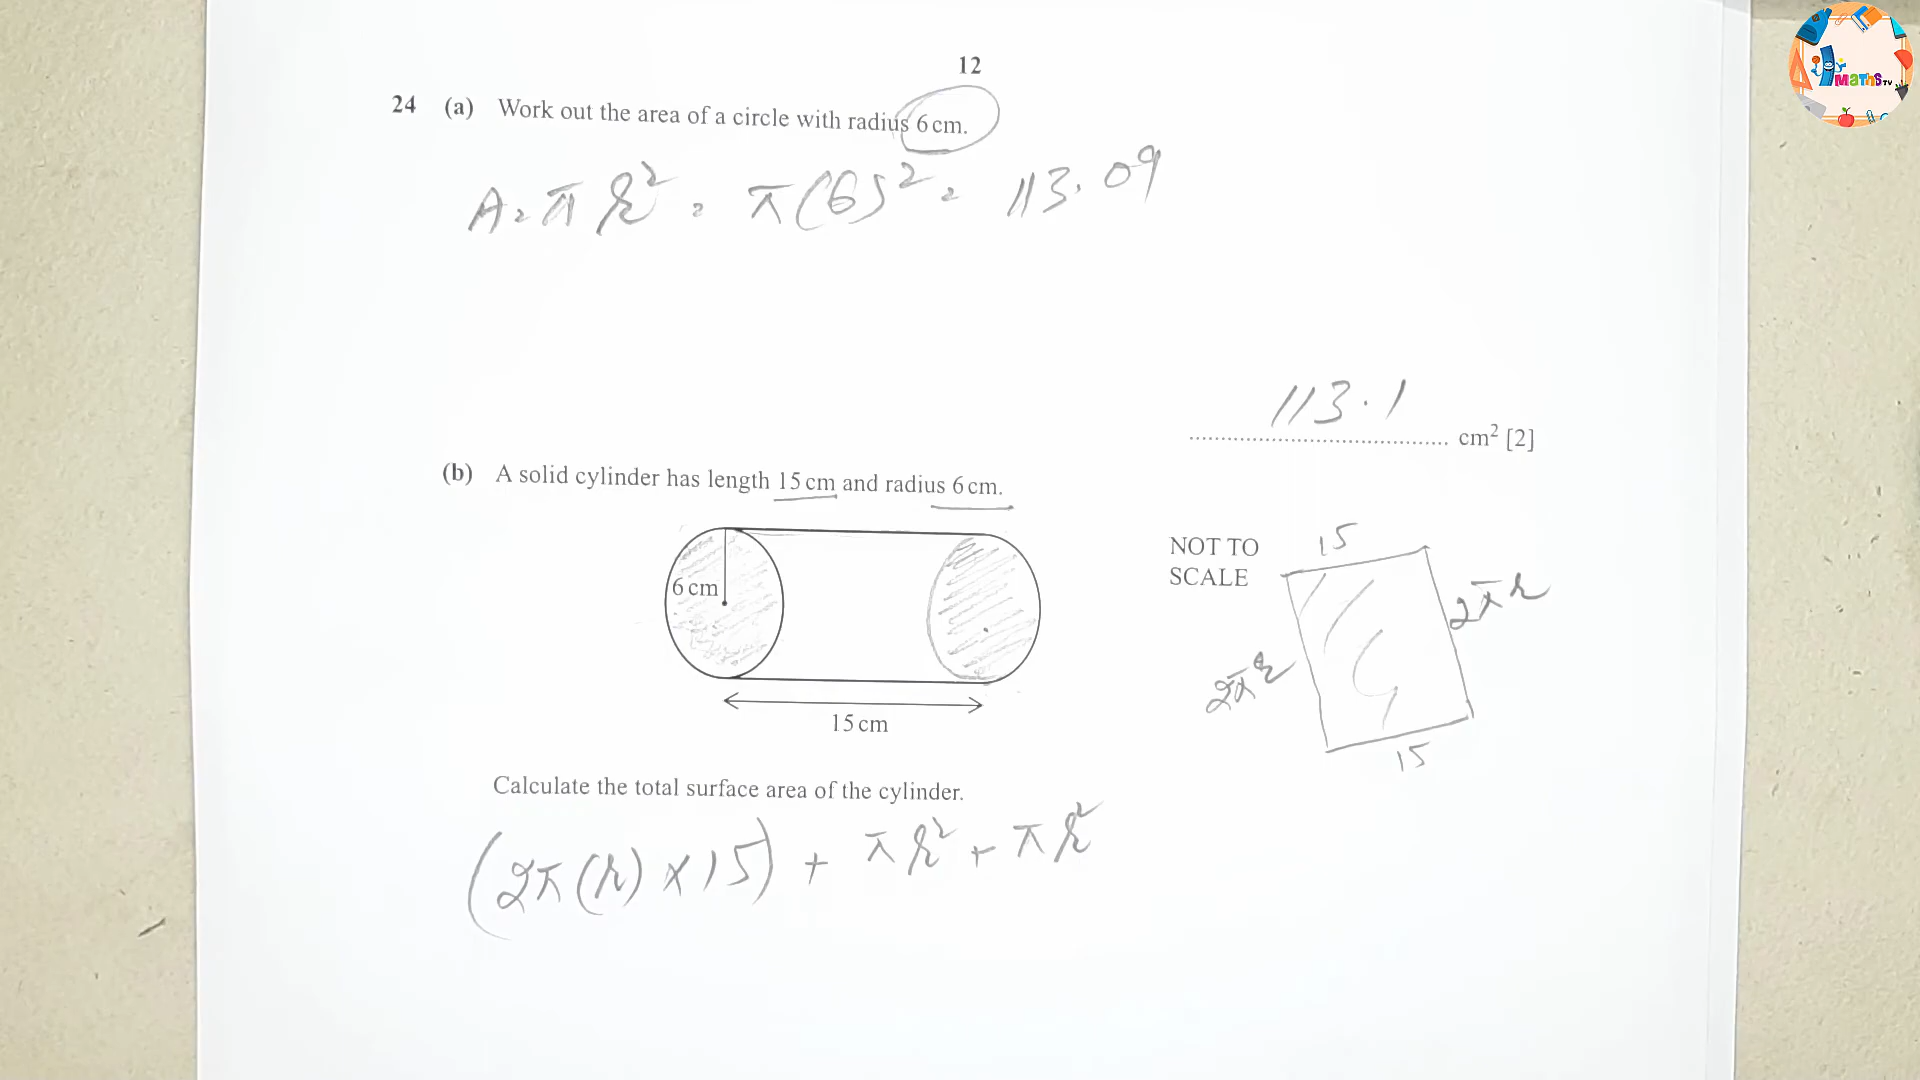 12
24 (a) Work out the area of a circle with radius 6 cm.
A = π r² = π(6)² = 113.09
113.1
.......................................... cm² [2]
(b) A solid cylinder has length 15 cm and radius 6 cm.
6 cm
15 cm
NOT TO
SCALE
15
2πr
2πr
15
Calculate the total surface area of the cylinder.
(2π(r) × 15) + πr² + πr²
MATHS TV